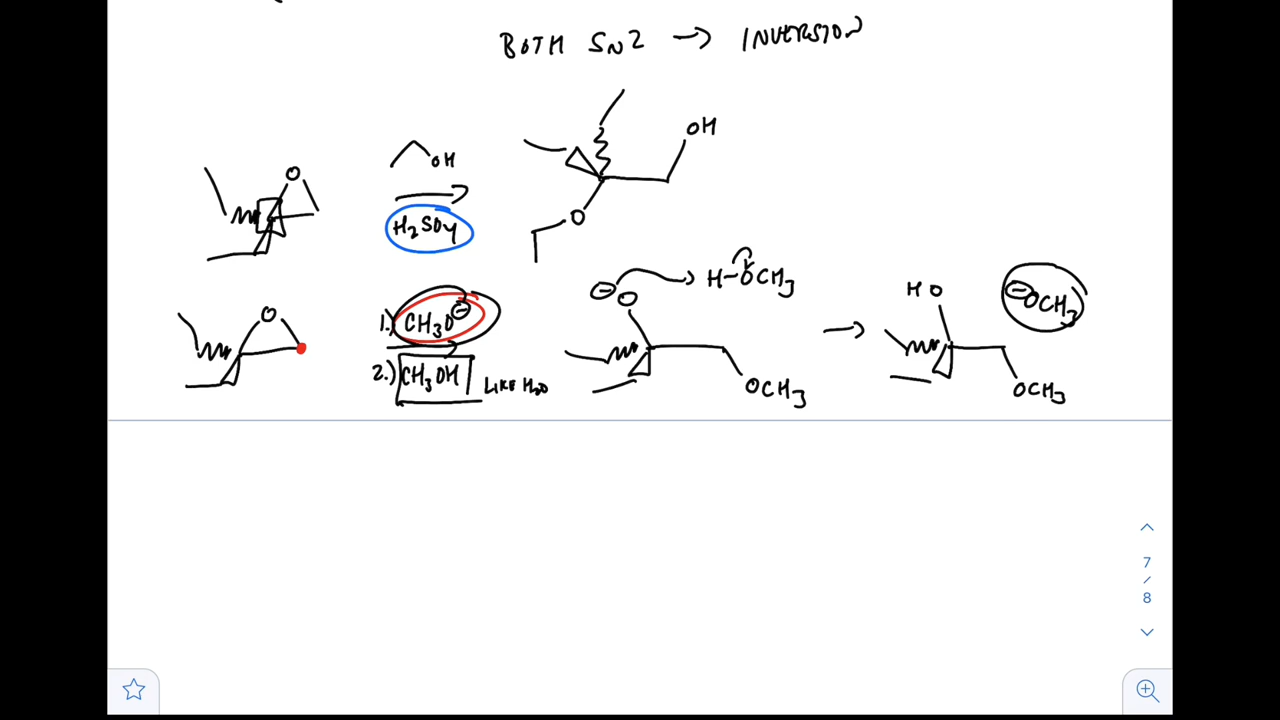 BOTH SN2 → INVERSION
OH
O
OH
H2SO4
O
O
1.) CH3O⊖
2.) CH3OH LIKE H2O
⊖
O
H-OCH3
OCH3
HO
⊖OCH3
OCH3
7
/
8